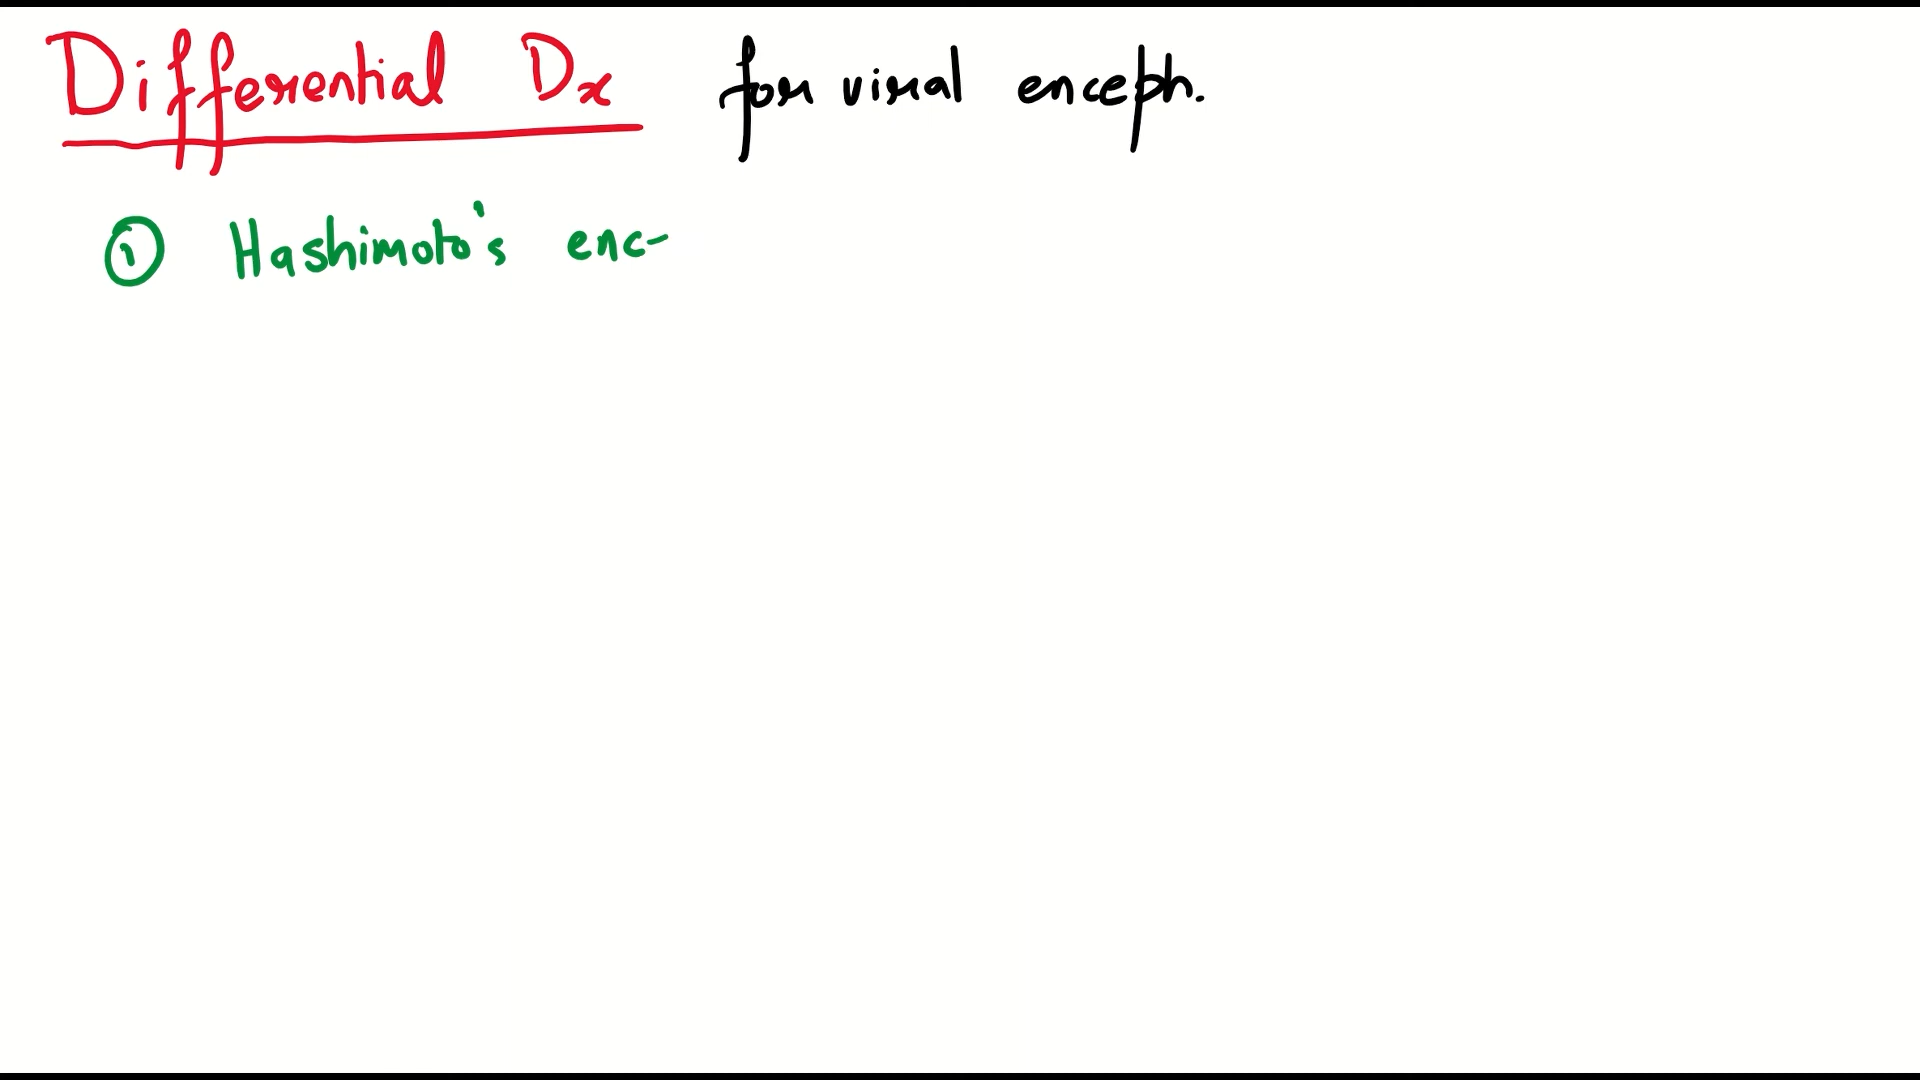 Differential Dx for viral enceph.
① Hashimoto's enc-